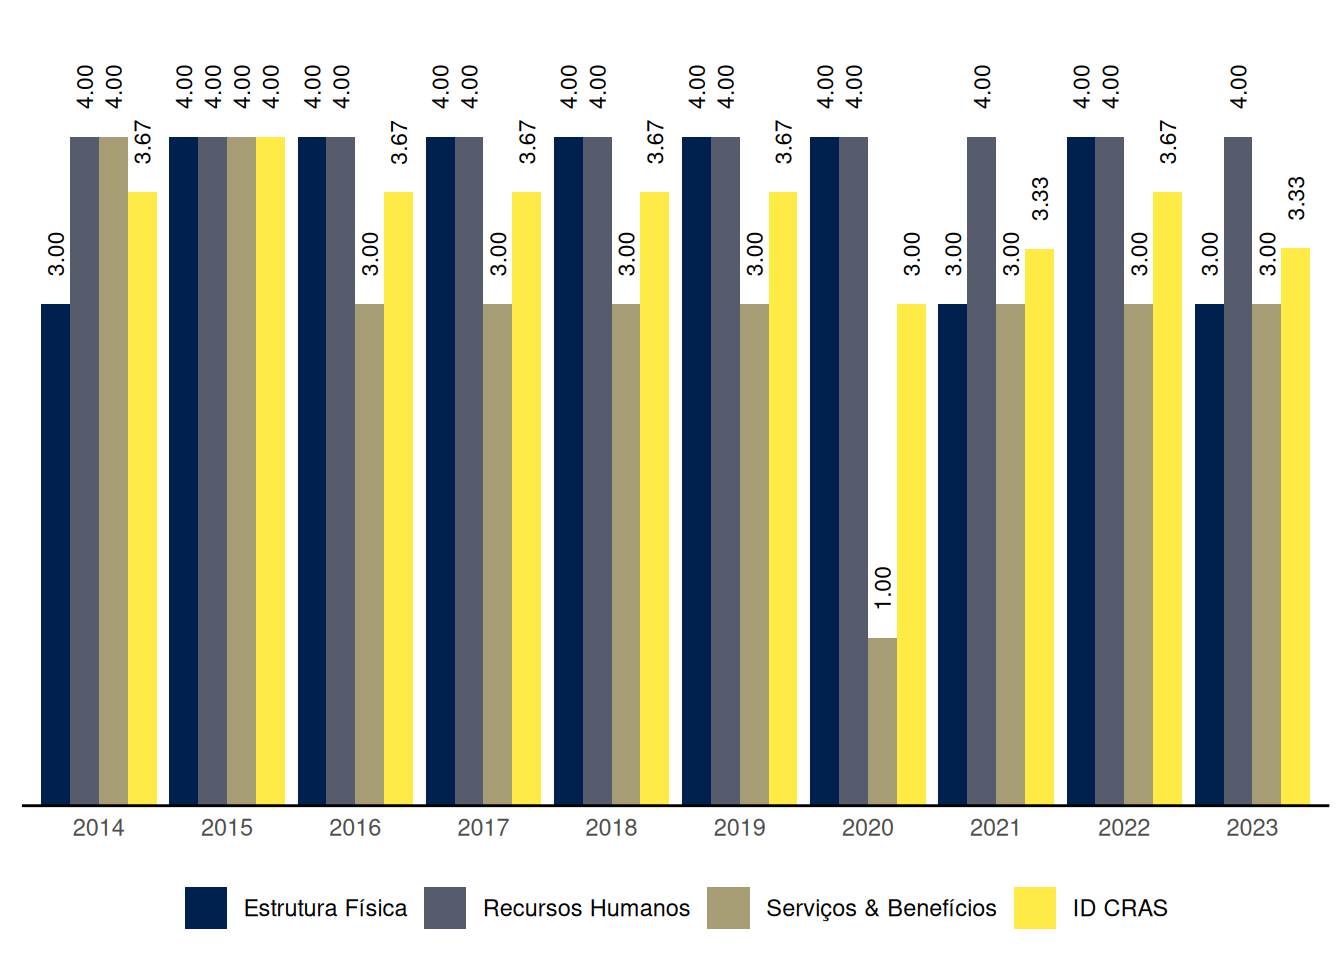 3.00 4.00 4.00 3.67 4.00 4.00 4.00 4.00 4.00 4.00 3.00 3.67 4.00 4.00 3.00 3.67 4.00 4.00 3.00 3.67 4.00 4.00 3.00 3.67 4.00 4.00 1.00 3.00 3.00 4.00 3.00 3.33 4.00 4.00 3.00 3.67 3.00 4.00 3.00 3.33
2014 2015 2016 2017 2018 2019 2020 2021 2022 2023
Estrutura Física Recursos Humanos Serviços & Benefícios ID CRAS